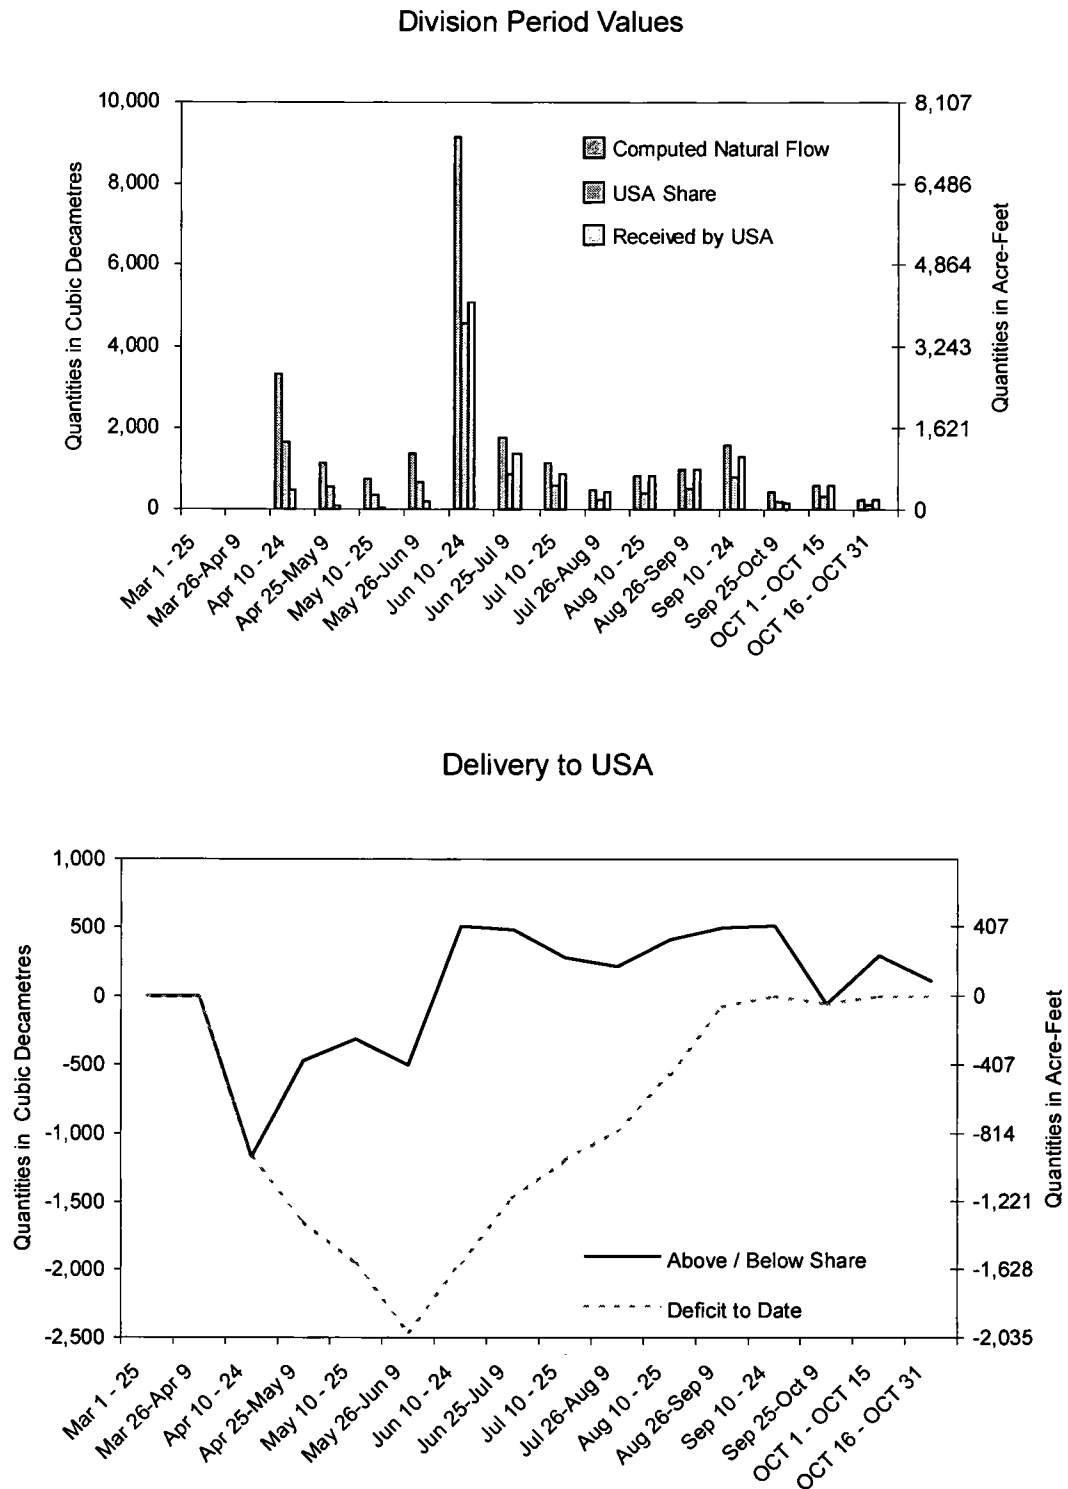 Division Period Values
10,000
8,000
6,000
4,000
2,000
0
Quantities in Cubic Decametres
8,107
6,486
4,864
3,243
1,621
0
Quantities in Acre-Feet
Computed Natural Flow
USA Share
Received by USA
Mar 1 - 25
Mar 26-Apr 9
Apr 10 - 24
Apr 25-May 9
May 10 - 25
May 26-Jun 9
Jun 10 - 24
Jun 25-Jul 9
Jul 10 - 25
Jul 26-Aug 9
Aug 10 - 25
Aug 26-Sep 9
Sep 10 - 24
Sep 25-Oct 9
OCT 1 - OCT 15
OCT 16 - OCT 31
Delivery to USA
1,000
500
0
-500
-1,000
-1,500
-2,000
-2,500
Quantities in Cubic Decametres
407
0
-407
-814
-1,221
-1,628
-2,035
Quantities in Acre-Feet
Above / Below Share
Deficit to Date
Mar 1 - 25
Mar 26-Apr 9
Apr 10 - 24
Apr 25-May 9
May 10 - 25
May 26-Jun 9
Jun 10 - 24
Jun 25-Jul 9
Jul 10 - 25
Jul 26-Aug 9
Aug 10 - 25
Aug 26-Sep 9
Sep 10 - 24
Sep 25-Oct 9
OCT 1 - OCT 15
OCT 16 - OCT 31